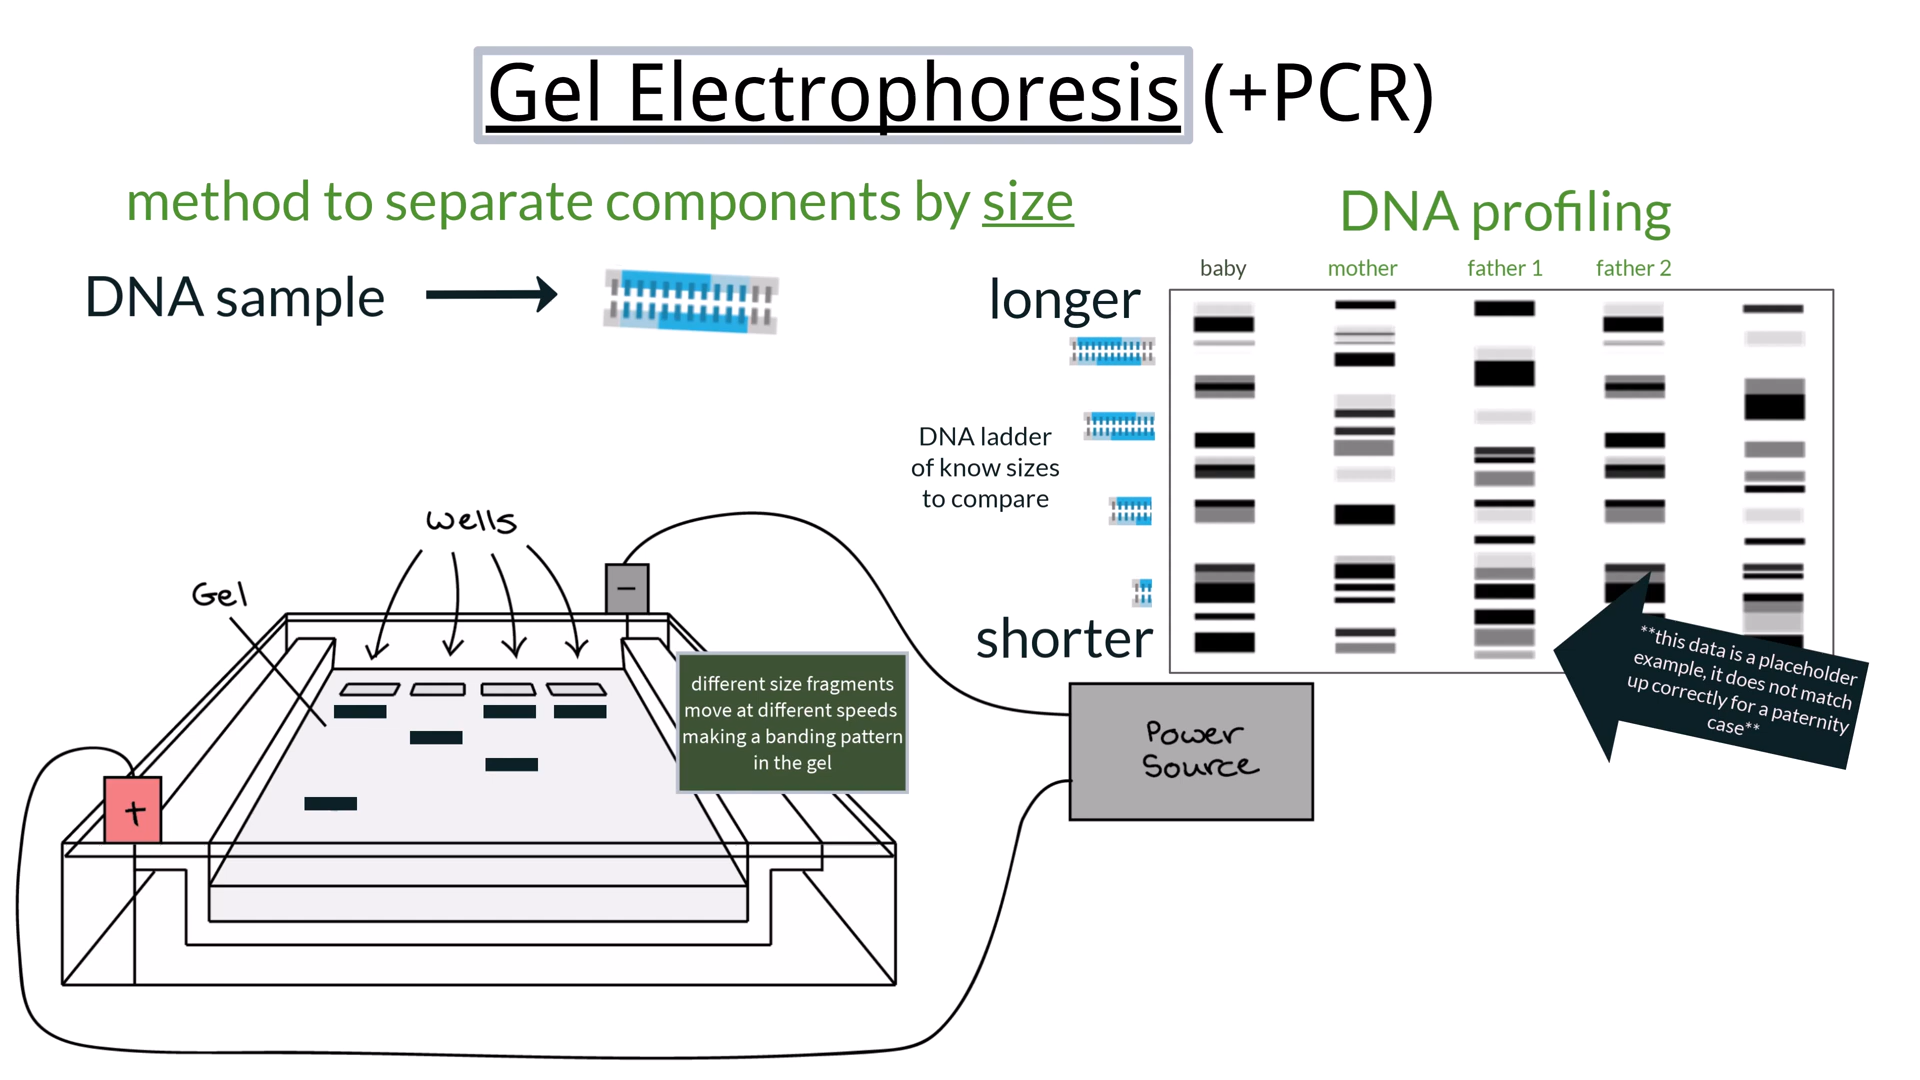 Gel Electrophoresis (+PCR)
method to separate components by size
DNA sample
DNA profiling
baby mother father 1 father 2
longer
DNA ladder
of know sizes
to compare
shorter
wells
Gel
−
+
different size fragments
move at different speeds
making a banding pattern
in the gel
Power
Source
**this data is a placeholder
example, it does not match
up correctly for a paternity
case**